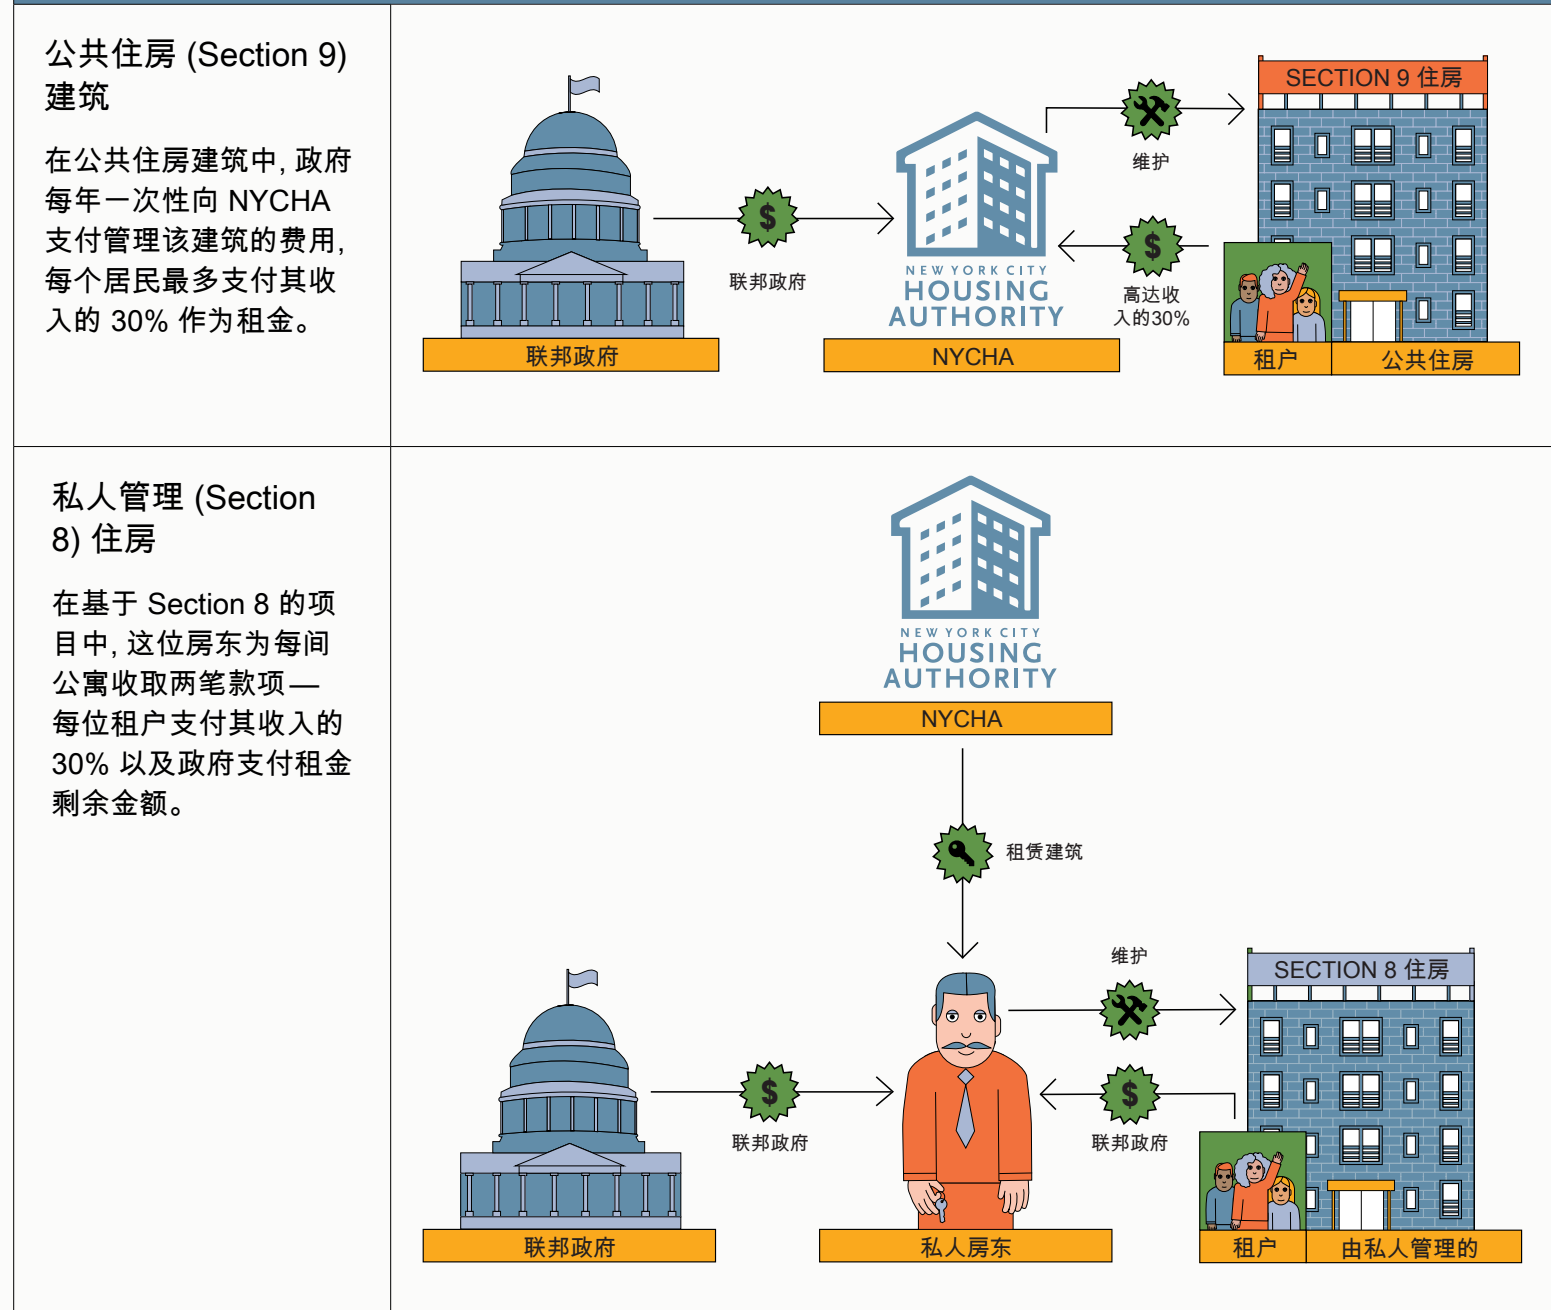 公共住房 (Section 9)
建筑
在公共住房建筑中, 政府
每年一次性向 NYCHA
支付管理该建筑的费用,
每个居民最多支付其收
入的 30% 作为租金。
SECTION 9 住房
维护
$
联邦政府
$
高达收
入的30%
NEW YORK CITY
HOUSING
AUTHORITY
联邦政府
NYCHA
租户
公共住房
私人管理 (Section
8) 住房
在基于 Section 8 的项
目中, 这位房东为每间
公寓收取两笔款项—
每位租户支付其收入的
30% 以及政府支付租金
剩余金额。
NEW YORK CITY
HOUSING
AUTHORITY
NYCHA
租赁建筑
维护
SECTION 8 住房
$
联邦政府
$
联邦政府
联邦政府
私人房东
租户
由私人管理的